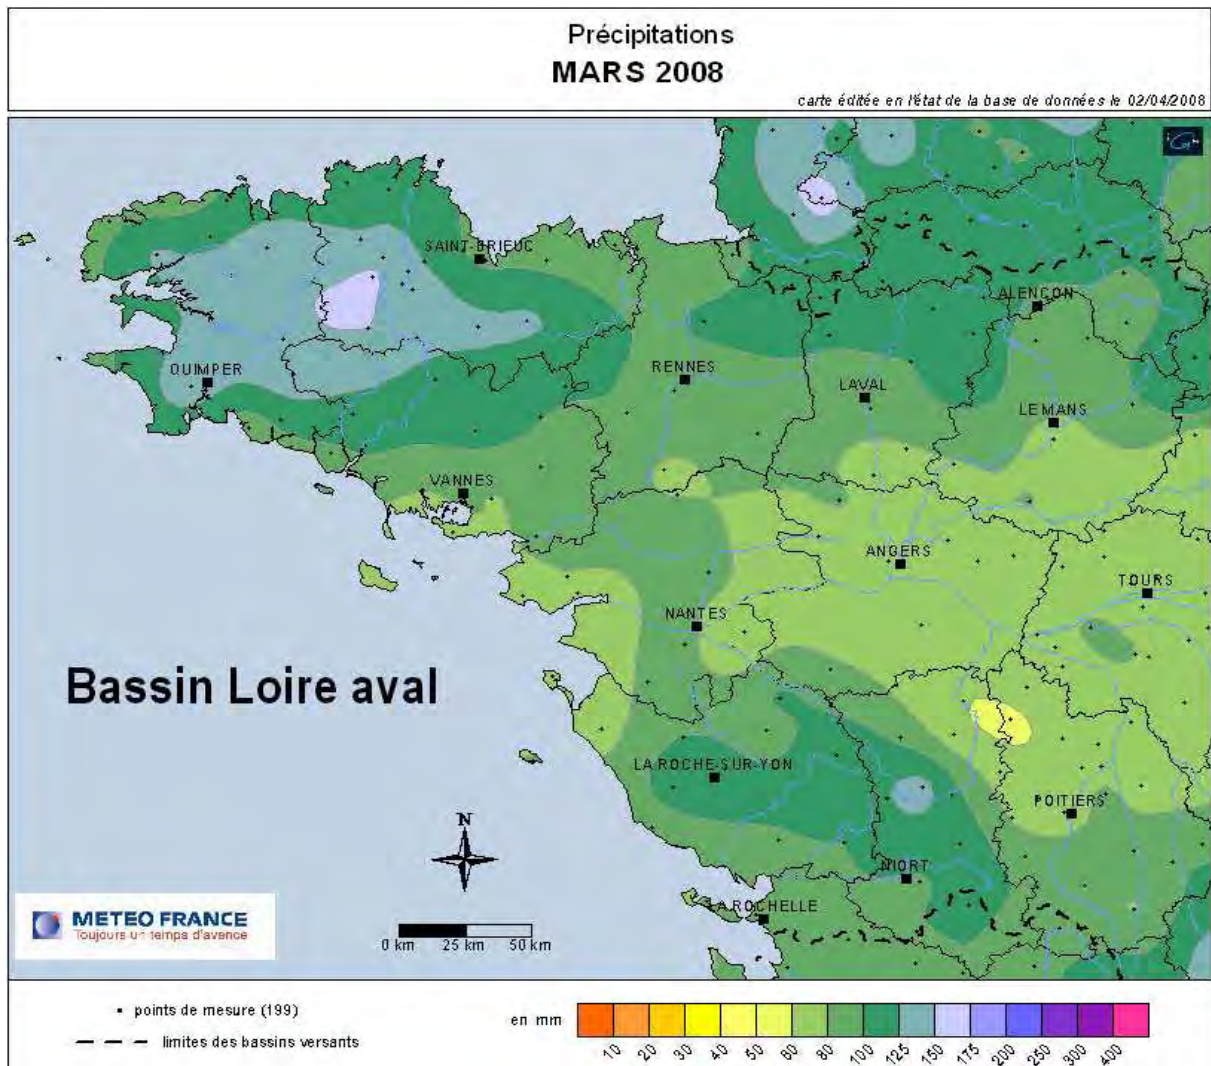 Précipitations
MARS 2008
carte éditée en l'état de la base de données le 02/04/2008
SAINT-BRIEUC
ALENÇON
QUIMPER
RENNES
LAVAL
LE MANS
VANNES
ANGERS
TOURS
NANTES
Bassin Loire aval
LA ROCHE-SUR-YON
POITIERS
N
NIORT
LA ROCHELLE
METEO FRANCE
Toujours un temps d'avance
0 km 25 km 50 km
points de mesure (199)
limites des bassins versants
en mm
10 20 30 40 50 60 80 100 125 150 175 200 250 300 400